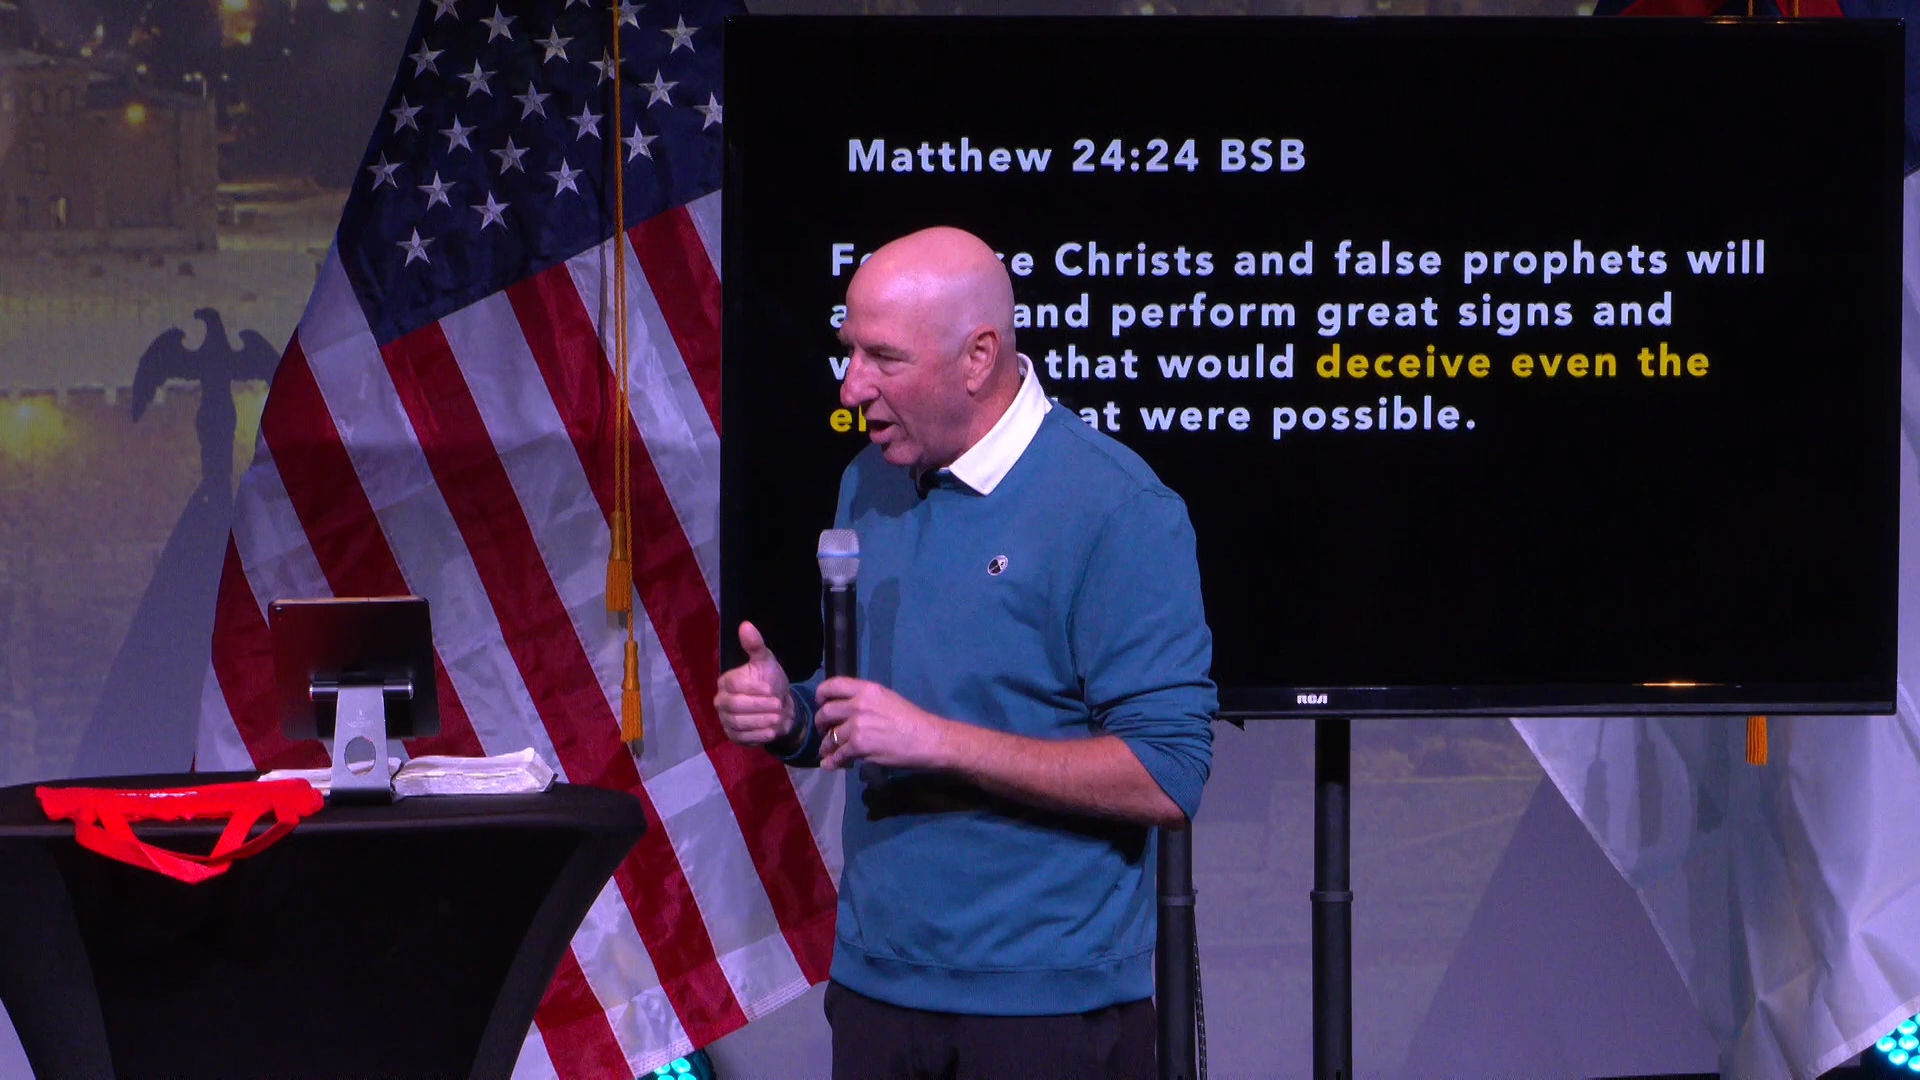 Matthew 24:24 BSB
Christs and false prophets will
and perform great signs and
that would deceive even the
were possible.
RCA